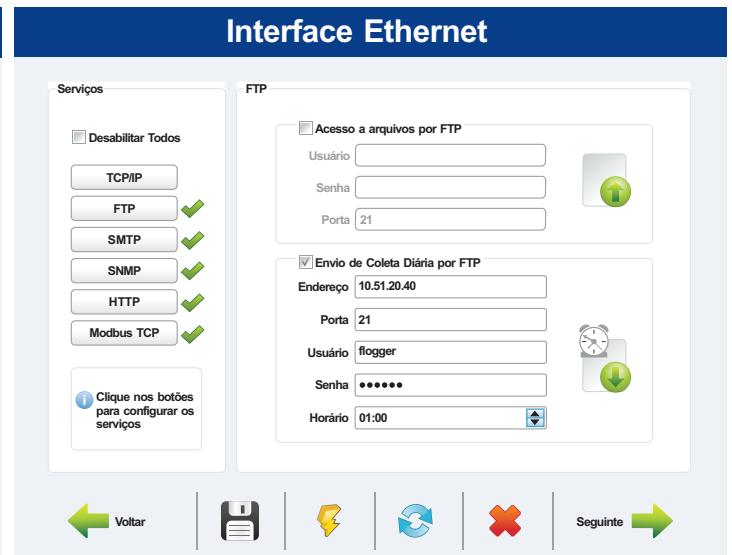 Interface Ethernet
Serviços
Desabilitar Todos
TCP/IP
FTP
SMTP
SNMP
HTTP
Modbus TCP
Clique nos botões
para configurar os
serviços
FTP
Acesso a arquivos por FTP
Usuário
Senha
Porta 21
Envio de Coleta Diária por FTP
Endereço 10.51.20.40
Porta 21
Usuário flogger
Senha ●●●●●●
Horário 01:00
Voltar
Seguinte